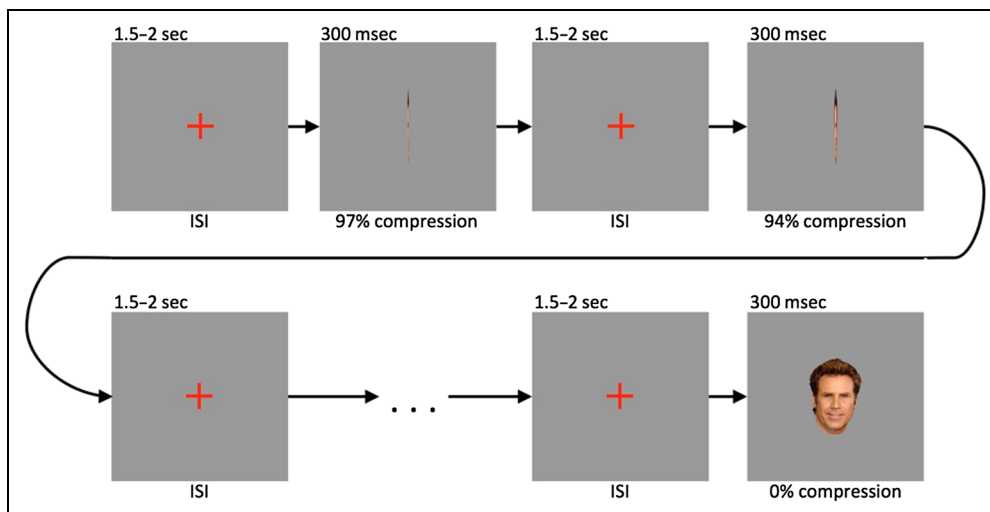 1.5–2 sec
300 msec
1.5–2 sec
300 msec
ISI
97% compression
ISI
94% compression
1.5–2 sec
1.5–2 sec
300 msec
. . .
ISI
ISI
0% compression